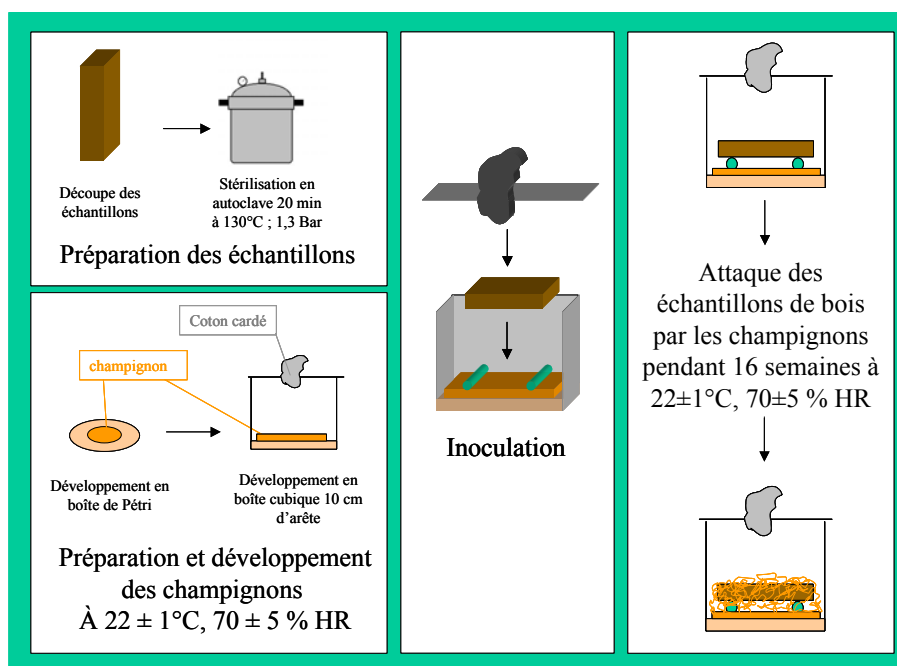 Découpe des
échantillons
Stérilisation en
autoclave 20 min
à 130°C ; 1,3 Bar
Préparation des échantillons
Coton cardé
champignon
Développement en
boîte de Pétri
Développement en
boîte cubique 10 cm
d'arête
Préparation et développement
des champignons
À 22 ± 1°C, 70 ± 5 % HR
Inoculation
Attaque des
échantillons de bois
par les champignons
pendant 16 semaines à
22±1°C, 70±5 % HR